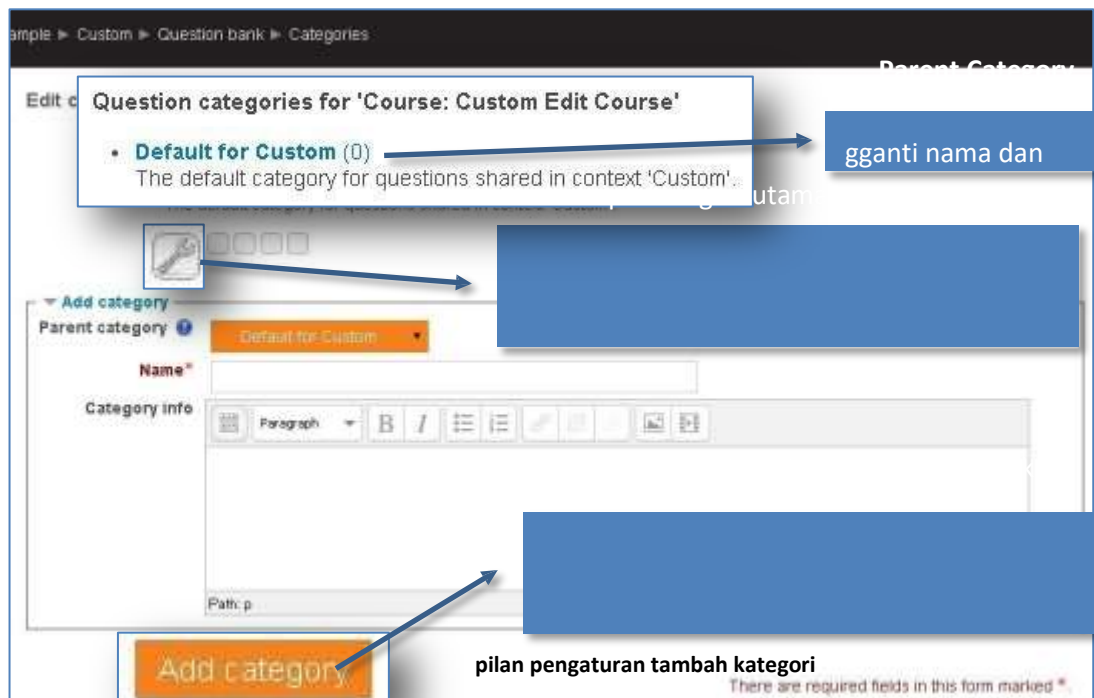 ample ► Custom ► Question bank ► Categories
Parent Category
Edit c
Question categories for 'Course: Custom Edit Course'
• Default for Custom (0)
The default category for questions shared in context 'Custom'.
gganti nama dan
utam
Add category
Parent category
Default for Custom
Name*
Category info
Paragraph
B I
Path: p
Add category
pilan pengaturan tambah kategori
There are required fields in this form marked *.